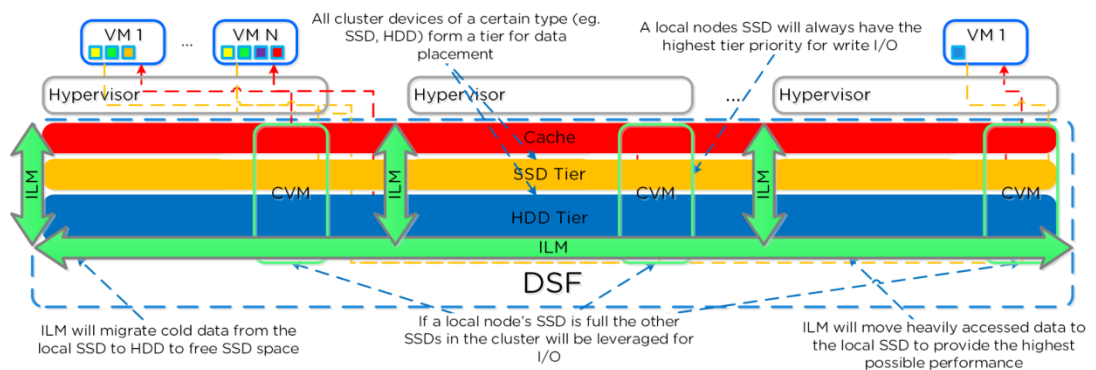 All cluster devices of a certain type (eg.
SSD, HDD) form a tier for data
placement
A local nodes SSD will always have the
highest tier priority for write I/O
VM 1
...
VM N
VM 1
Hypervisor
Hypervisor
...
Hypervisor
Cache
SSD Tier
HDD Tier
CVM
CVM
CVM
ILM
ILM
ILM
ILM
DSF
ILM will migrate cold data from the
local SSD to HDD to free SSD space
If a local node's SSD is full the other
SSDs in the cluster will be leveraged for
I/O
ILM will move heavily accessed data to
the local SSD to provide the highest
possible performance